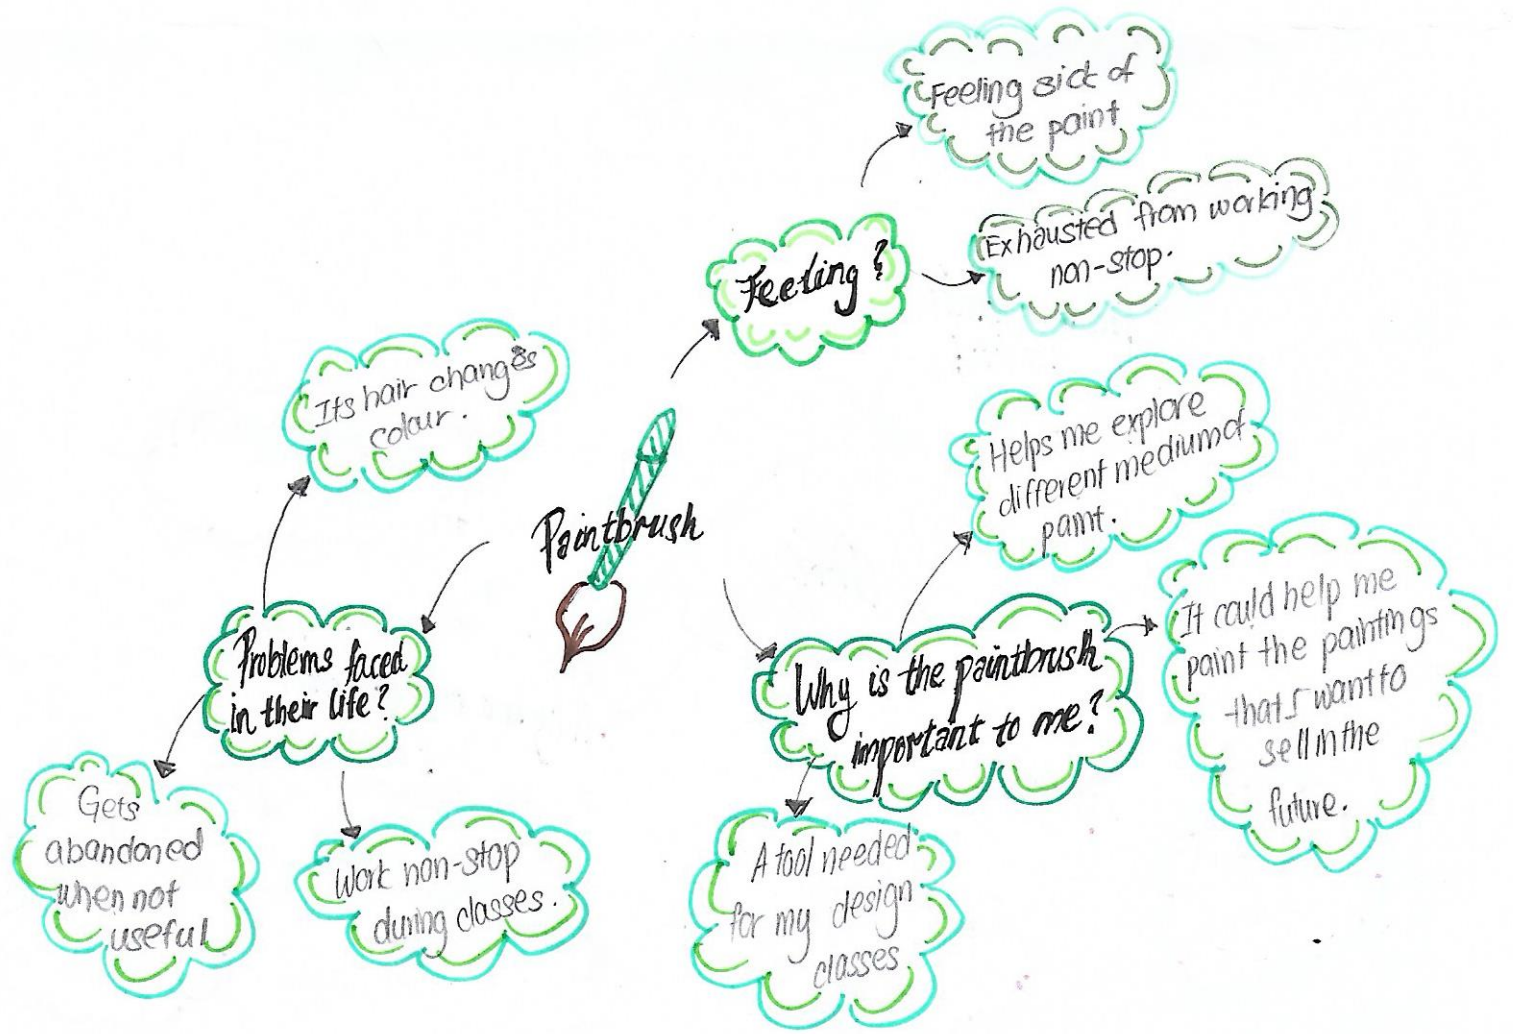 Paintbrush
Feeling?
Feeling sick of
the paint
Exhausted from working
non-stop.
Why is the paintbrush
important to me?
Helps me explore
different medium of
paint.
It could help me
paint the paintings
that I want to
sell in the
future.
A tool needed
for my design
classes
Problems faced
in their life?
Its hair changes
colour.
Gets
abandoned
when not
useful
Work non-stop
during classes.